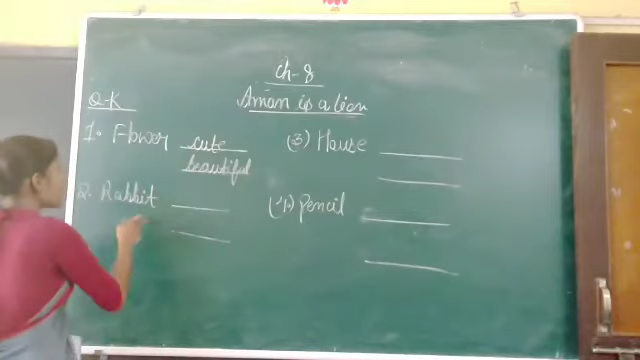 Ch-8
Aman is a lion
Q-K
1. Flower cute
beautiful
2. Rabbit
(3) House
(4) Pencil